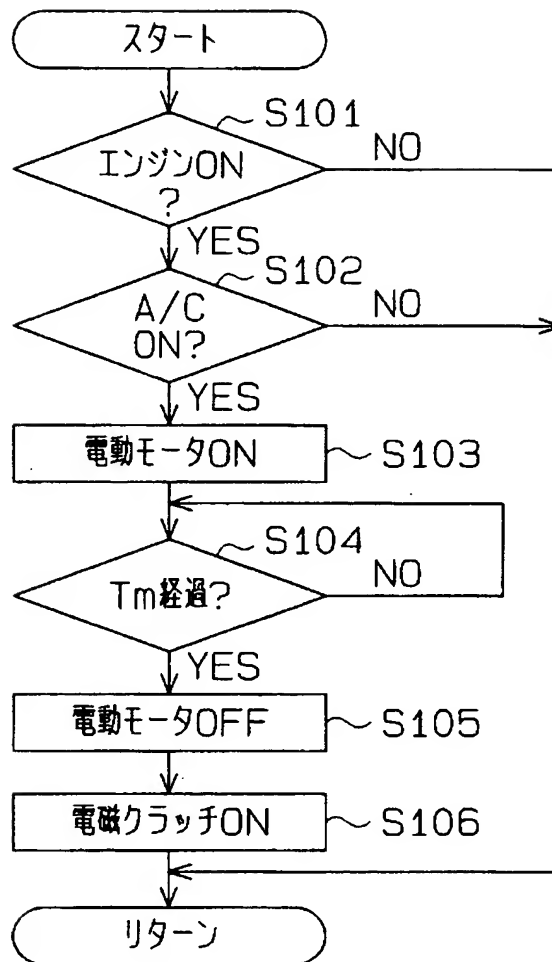 スタート
S101
エンジンON
?
NO
YES
S102
A/C
ON?
NO
YES
電動モータON
S103
S104
Tm経過?
NO
YES
電動モータOFF
S105
電磁クラッチON
S106
リターン